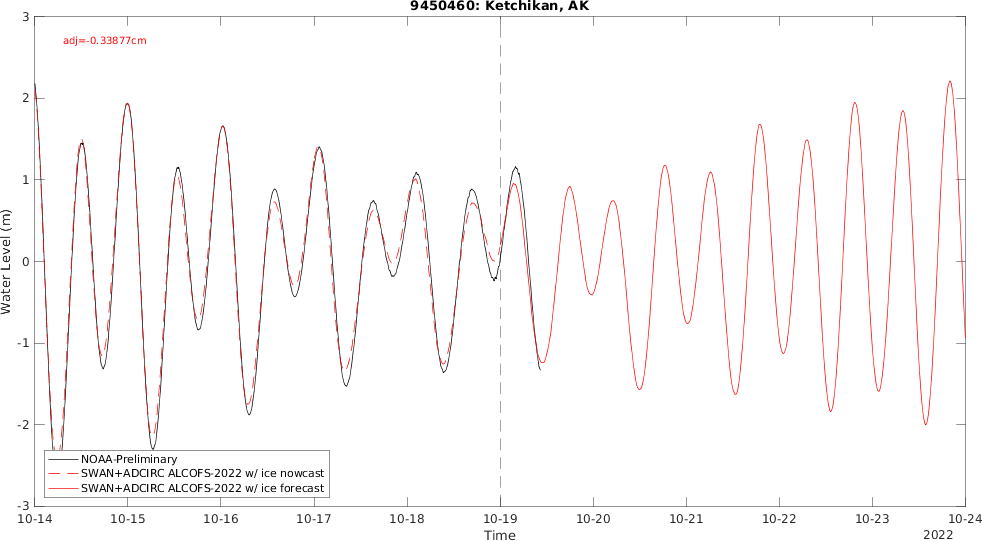 9450460: Ketchikan, AK
adj=-0.33877cm
3
2
1
0
-1
-2
-3
Water Level (m)
NOAA-Preliminary
SWAN+ADCIRC ALCOFS-2022 w/ ice nowcast
SWAN+ADCIRC ALCOFS-2022 w/ ice forecast
10-14 10-15 10-16 10-17 10-18 10-19 10-20 10-21 10-22 10-23 10-24
Time
2022